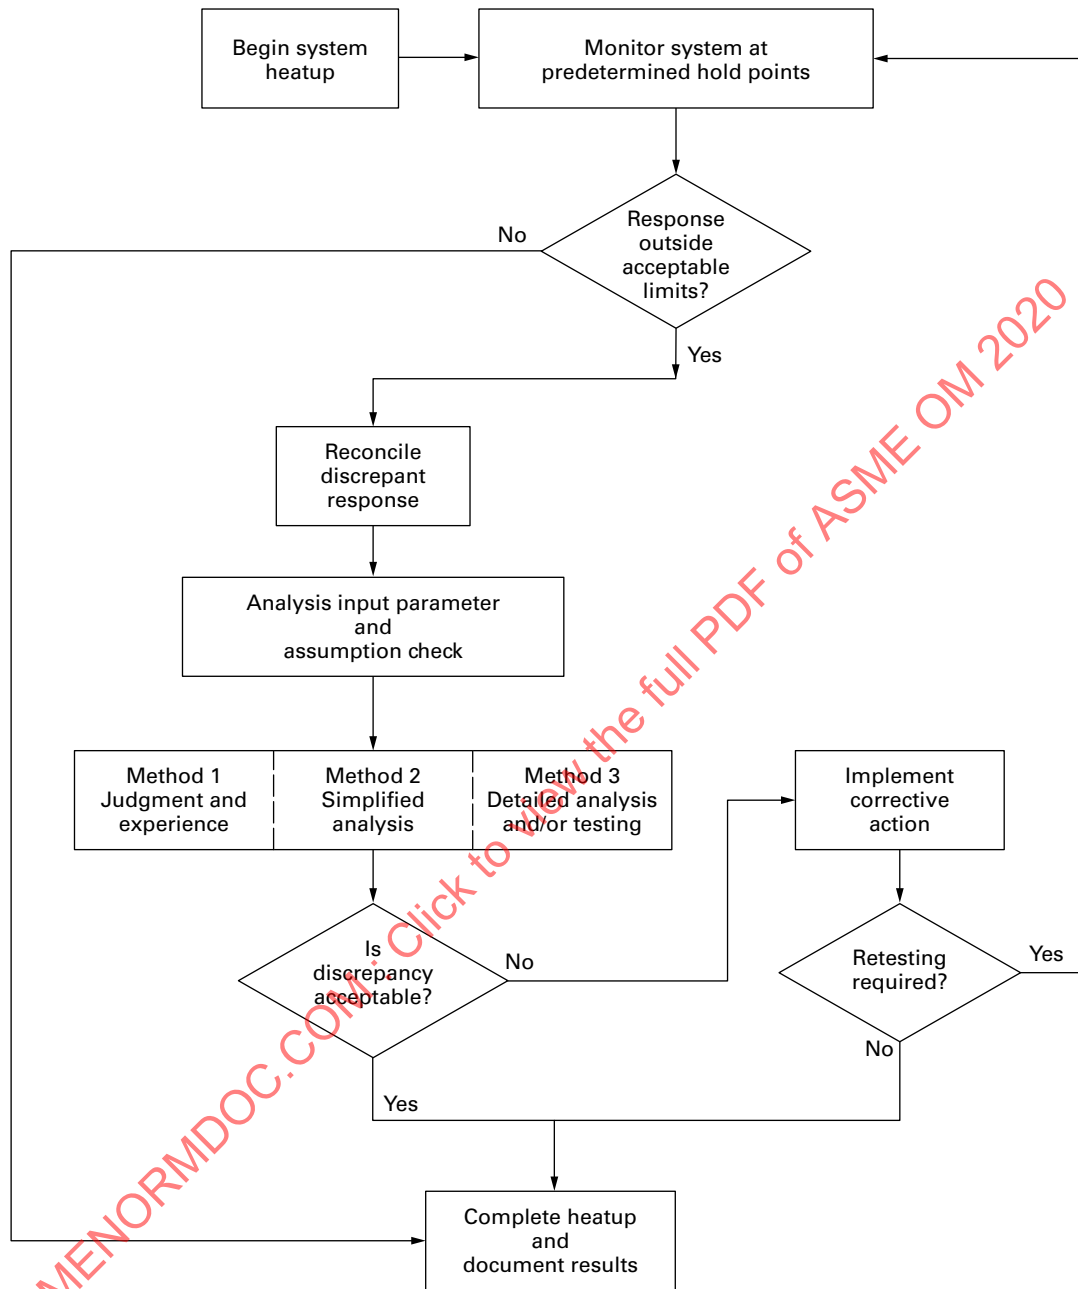 Begin system
heatup
Monitor system at
predetermined hold points
Response
outside
acceptable
limits?
No
Yes
Reconcile
discrepant
response
Analysis input parameter
and
assumption check
Method 1
Judgment and
experience
Method 2
Simplified
analysis
Method 3
Detailed analysis
and/or testing
Implement
corrective
action
Is
discrepancy
acceptable?
No
Retesting
required?
Yes
No
Yes
Complete heatup
and
document results
MENORMDOC.COM : Click to view the full PDF of ASME OM 2020